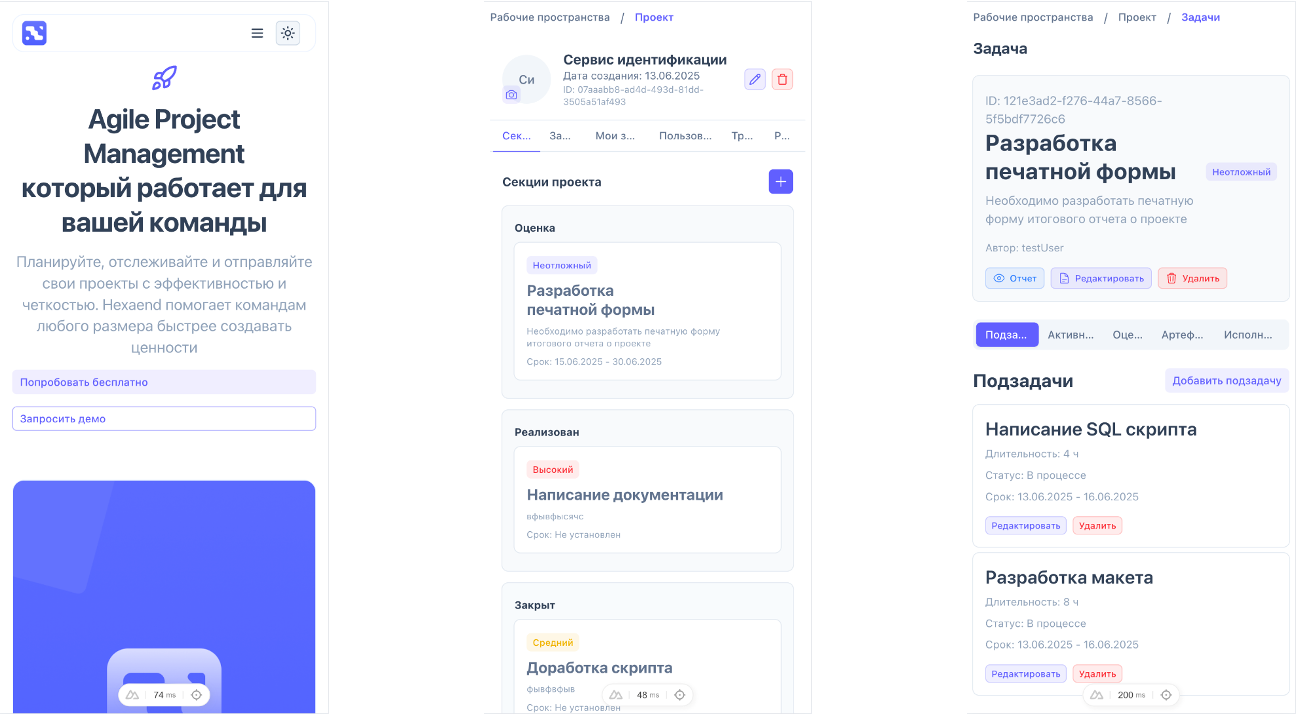 Agile Project
Management
который работает для
вашей команды
Планируйте, отслеживайте и отправляйте
свои проекты с эффективностью и
четкостью. Hexaend помогает командам
любого размера быстрее создавать
ценности
Попробовать бесплатно
Запросить демо
74 ms
Рабочие пространства / Проект
Си
Сервис идентификации
Дата создания: 13.06.2025
ID: 07aaabb8-ad4d-493d-81dd-
3505a51af493
Сек... За... Мои з... Пользов... Тр... Р...
Секции проекта
Оценка
Неотложный
Разработка
печатной формы
Необходимо разработать печатную форму
итогового отчета о проекте
Срок: 15.06.2025 - 30.06.2025
Реализован
Высокий
Написание документации
вфывфысячс
Срок: Не установлен
Закрыт
Средний
Доработка скрипта
фывфвфыв
Срок: Не установлен
48 ms
Рабочие пространства / Проект / Задачи
Задача
ID: 121e3ad2-f276-44a7-8566-
5f5bdf7726c6
Разработка
печатной формы
Неотложный
Необходимо разработать печатную
форму итогового отчета о проекте
Автор: testUser
Отчет Редактировать Удалить
Подза... Активн... Оце... Артеф... Исполн...
Подзадачи
Добавить подзадачу
Написание SQL скрипта
Длительность: 4 ч
Статус: В процессе
Срок: 13.06.2025 - 16.06.2025
Редактировать Удалить
Разработка макета
Длительность: 8 ч
Статус: В процессе
Срок: 13.06.2025 - 16.06.2025
Редактировать Удалить
200 ms